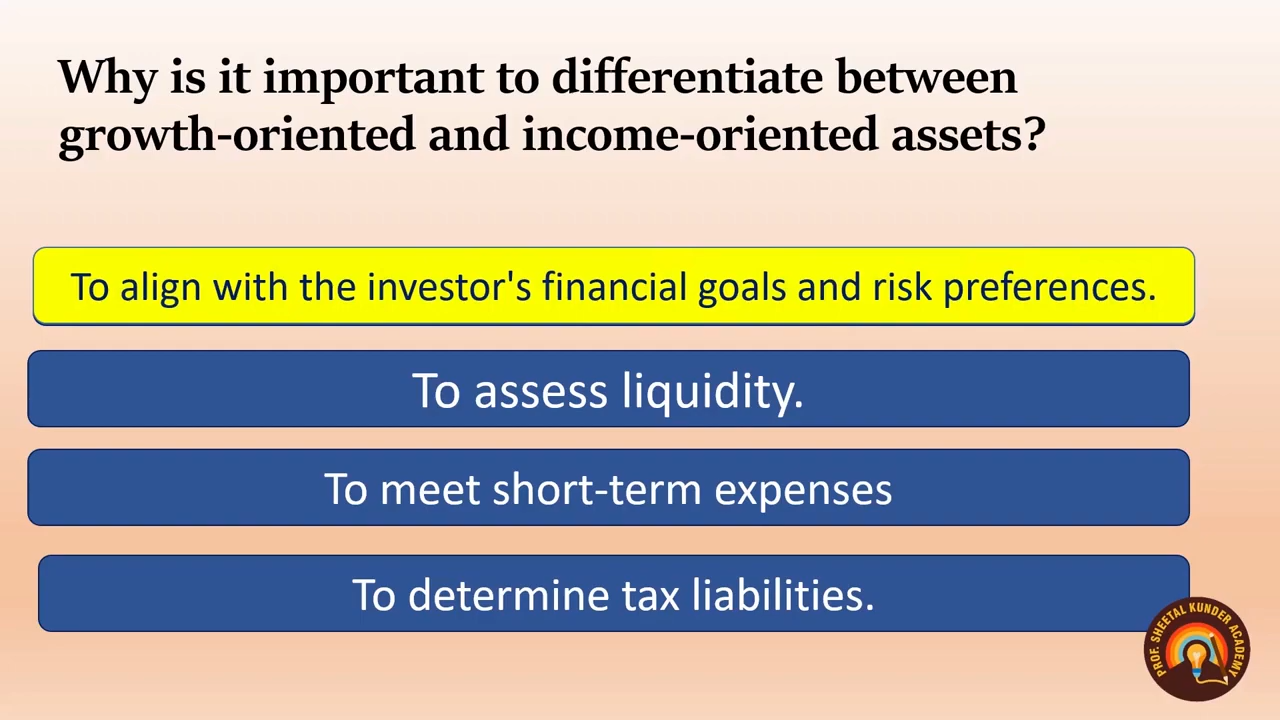 Why is it important to differentiate between
growth-oriented and income-oriented assets?
To align with the investor's financial goals and risk preferences.
To assess liquidity.
To meet short-term expenses
To determine tax liabilities.
PROF. SHEETAL KUNDER ACADEMY